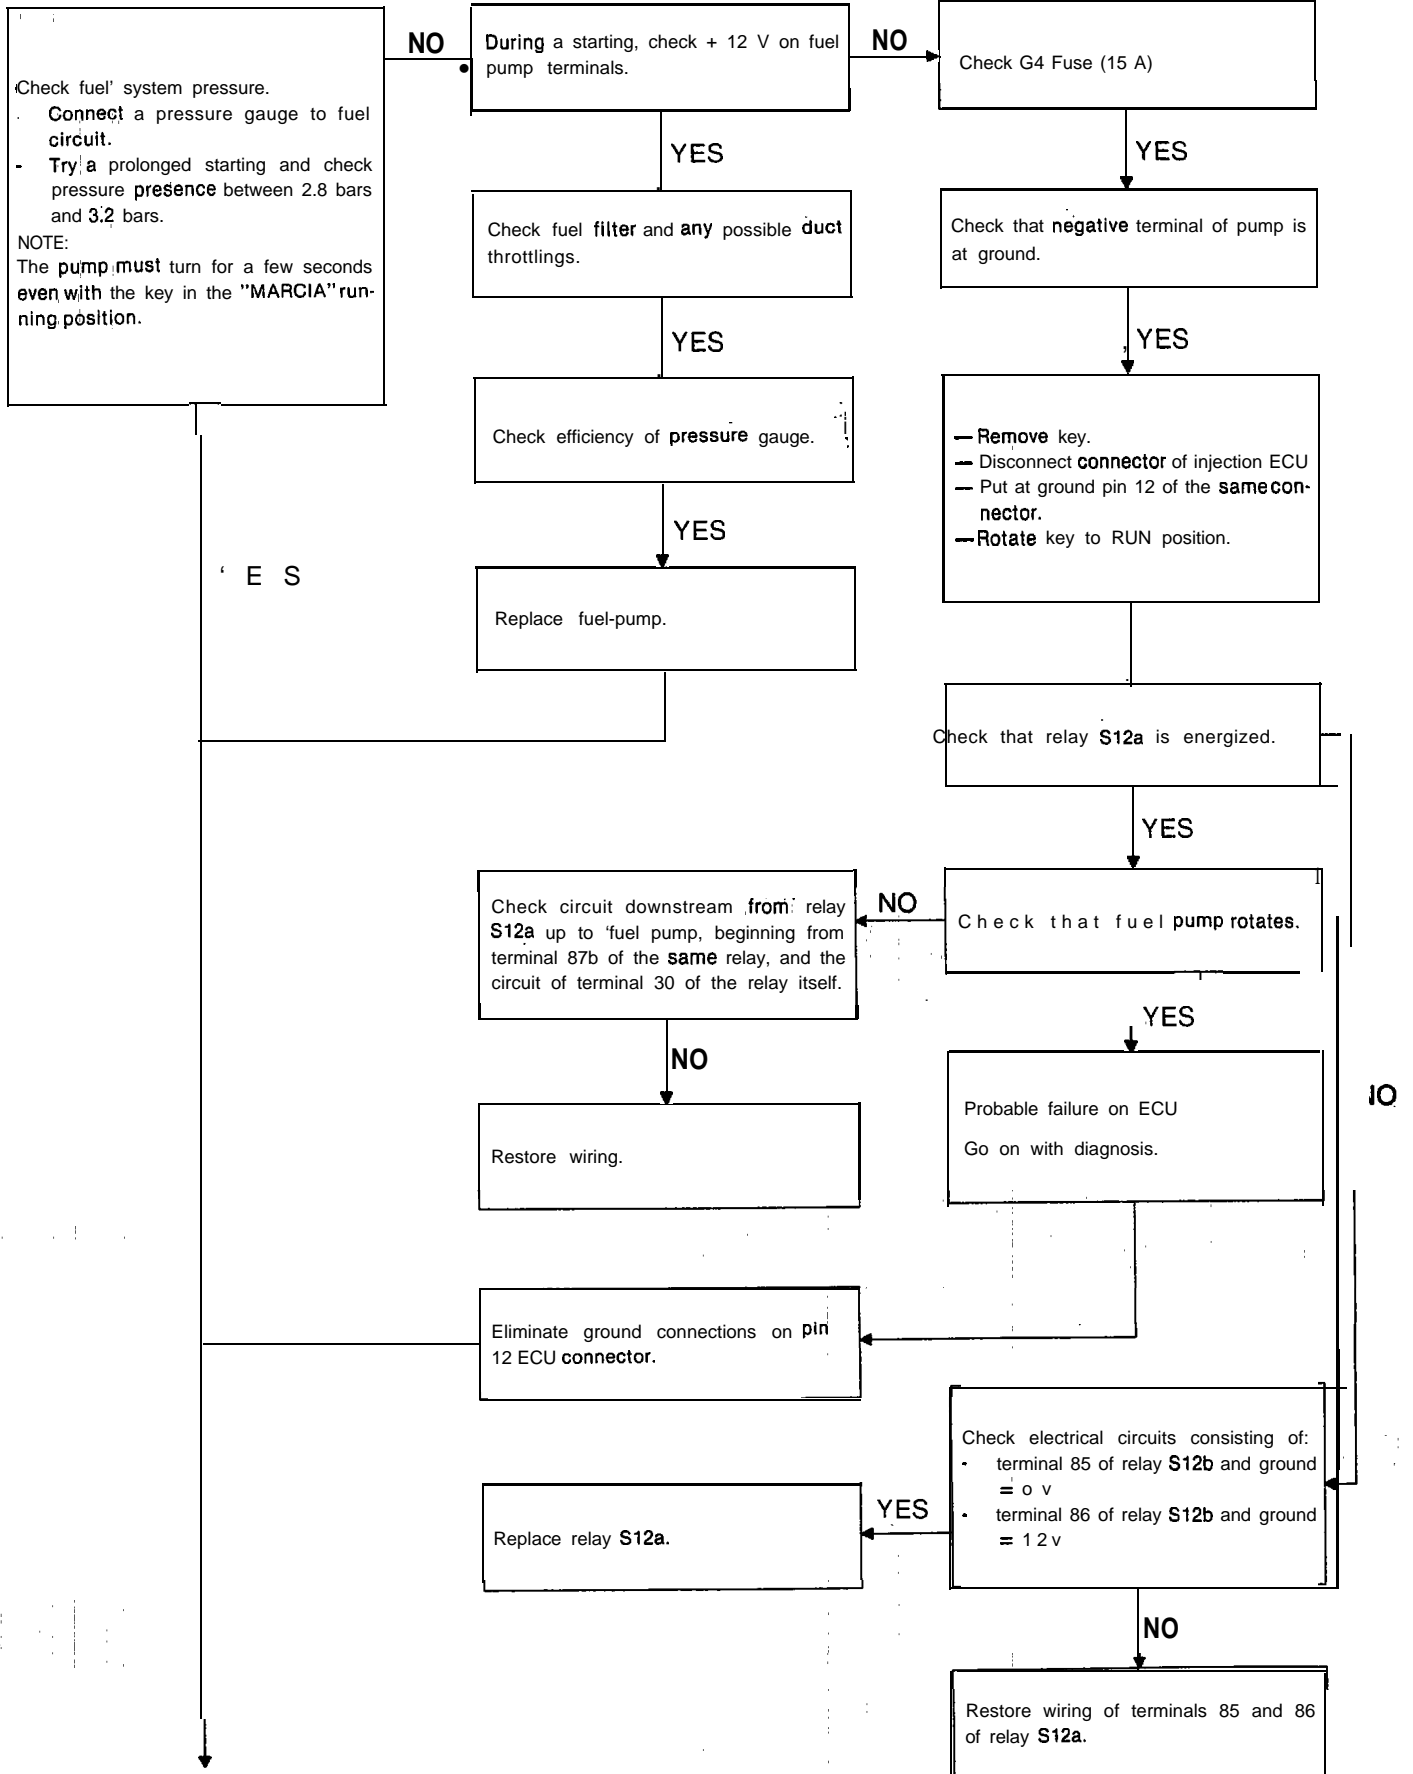 Check fuel' system pressure.
Connect a pressure gauge to fuel
circuit.
- Try a prolonged starting and check
pressure presence between 2.8 bars
and 3.2 bars.
NOTE:
The pump must turn for a few seconds
even with the key in the "MARCIA" run-
ning position.
NO
During a starting, check + 12 V on fuel
pump terminals.
NO
Check G4 Fuse (15 A)
YES
YES
Check fuel filter and any possible duct
throttlings.
Check that negative terminal of pump is
at ground.
YES
YES
Check efficiency of pressure gauge.
— Remove key.
— Disconnect connector of injection ECU
— Put at ground pin 12 of the same con-
nector.
— Rotate key to RUN position.
YES
' E S
Replace fuel-pump.
Check that relay S12a is energized.
YES
Check circuit downstream from relay
S12a up to 'fuel pump, beginning from
terminal 87b of the same relay, and the
circuit of terminal 30 of the relay itself.
NO
Check that fuel pump rotates.
YES
NO
Probable failure on ECU
Go on with diagnosis.
IO
Restore wiring.
Eliminate ground connections on pin
12 ECU connector.
Check electrical circuits consisting of:
- terminal 85 of relay S12b and ground
= o v
- terminal 86 of relay S12b and ground
= 1 2 v
YES
Replace relay S12a.
NO
Restore wiring of terminals 85 and 86
of relay S12a.